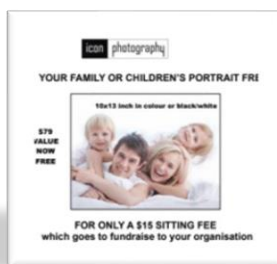 icon photography
YOUR FAMILY OR CHILDREN'S PORTRAIT FRE
10x13 inch in colour or black/white
$79
VALUE
NOW
FREE
FOR ONLY A $15 SITTING FEE
which goes to fundraise to your organisation